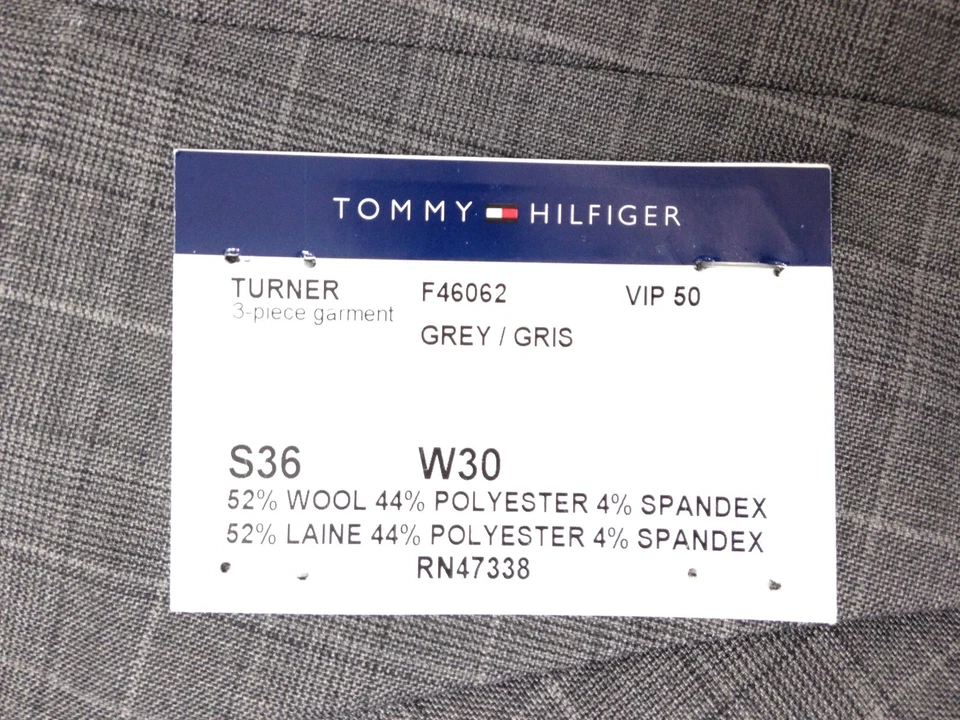 TOMMY HILFIGER
TURNER F46062 VIP 50
3-piece garment
GREY / GRIS
S36 W30
52% WOOL 44% POLYESTER 4% SPANDEX
52% LAINE 44% POLYESTER 4% SPANDEX
RN47338